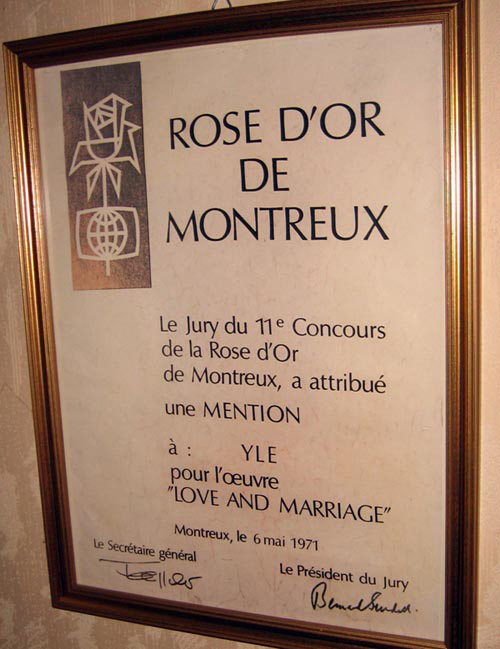 ROSE D'OR
DE
MONTREUX
Le Jury du 11e Concours
de la Rose d'Or
de Montreux, a attribué
une MENTION
à : YLE
pour l'œuvre
"LOVE AND MARRIAGE"
Montreux, le 6 mai 1971
Le Secrétaire général
Le Président du Jury